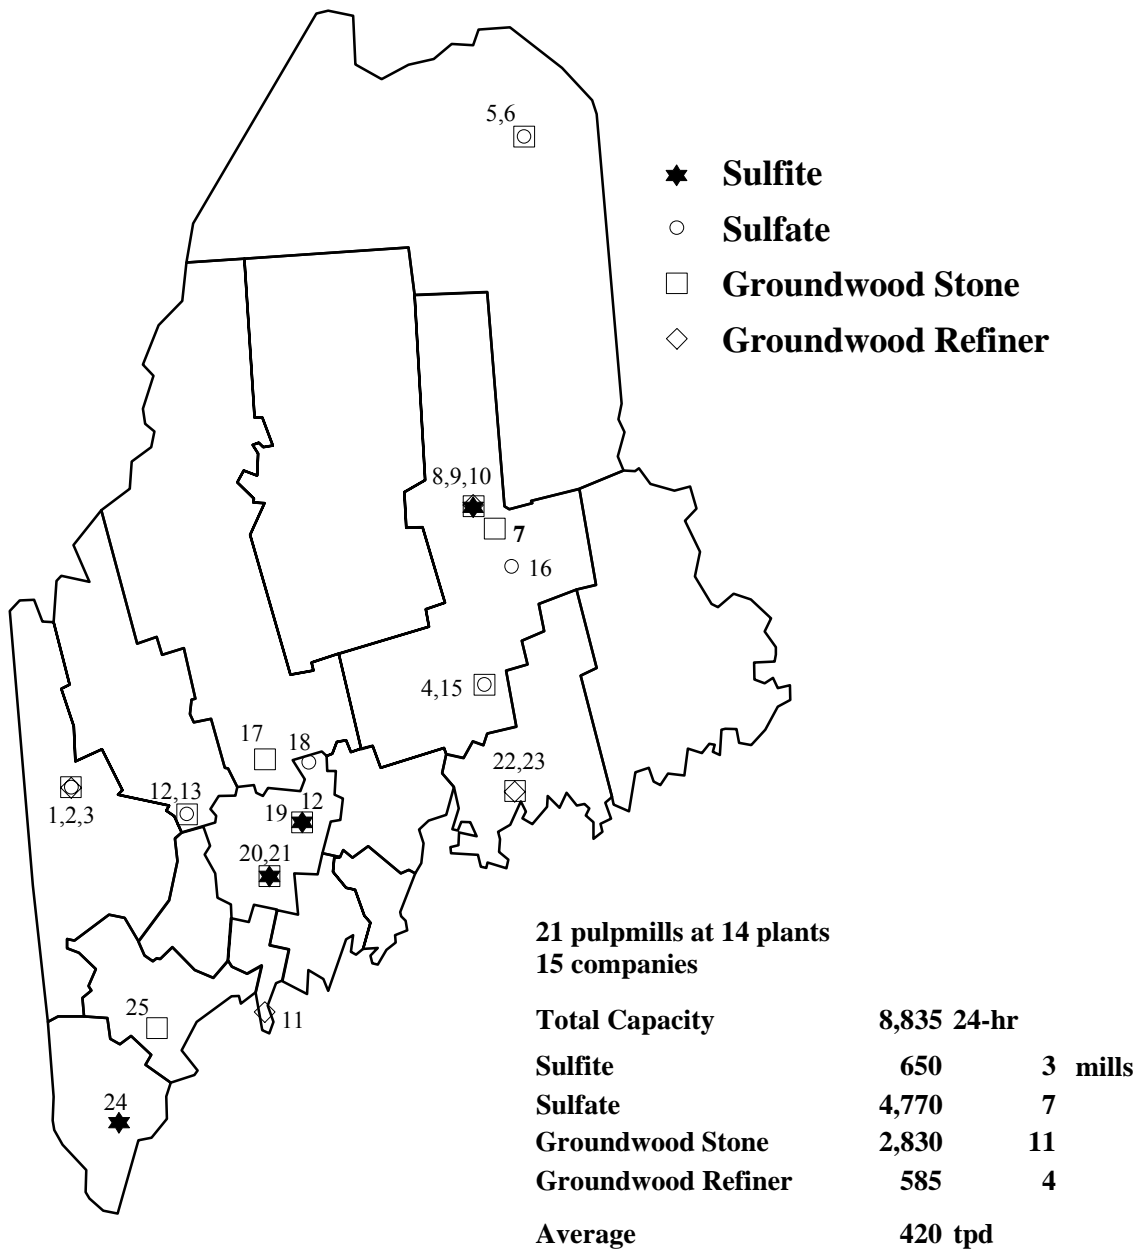 5,6
Sulfite
Sulfate
Groundwood Stone
Groundwood Refiner
8,9,10
7
16
4,15
17
18
22,23
1,2,3
12,13
19
12
20,21
25
11
24
21 pulpmills at 14 plants
15 companies
Total Capacity 8,835 24-hr
Sulfite 650 3 mills
Sulfate 4,770 7
Groundwood Stone 2,830 11
Groundwood Refiner 585 4
Average 420 tpd